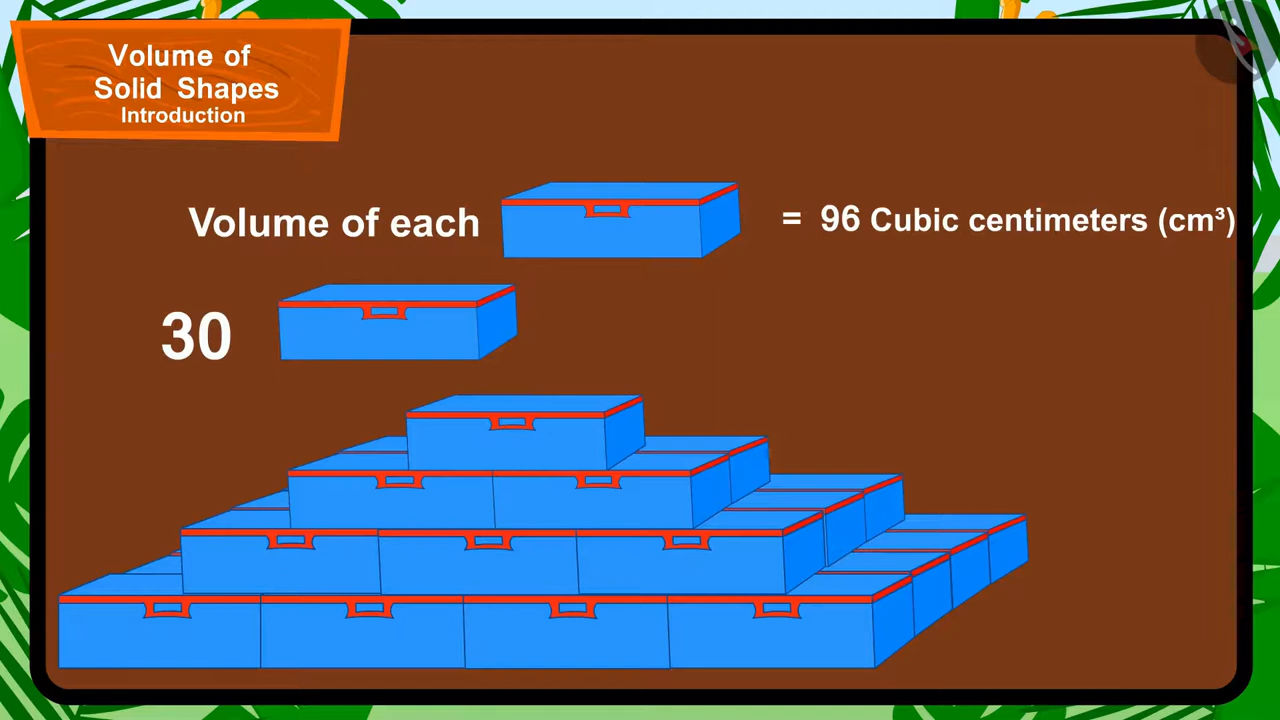 Volume of
Solid Shapes
Introduction
Volume of each = 96 Cubic centimeters (cm³)
30